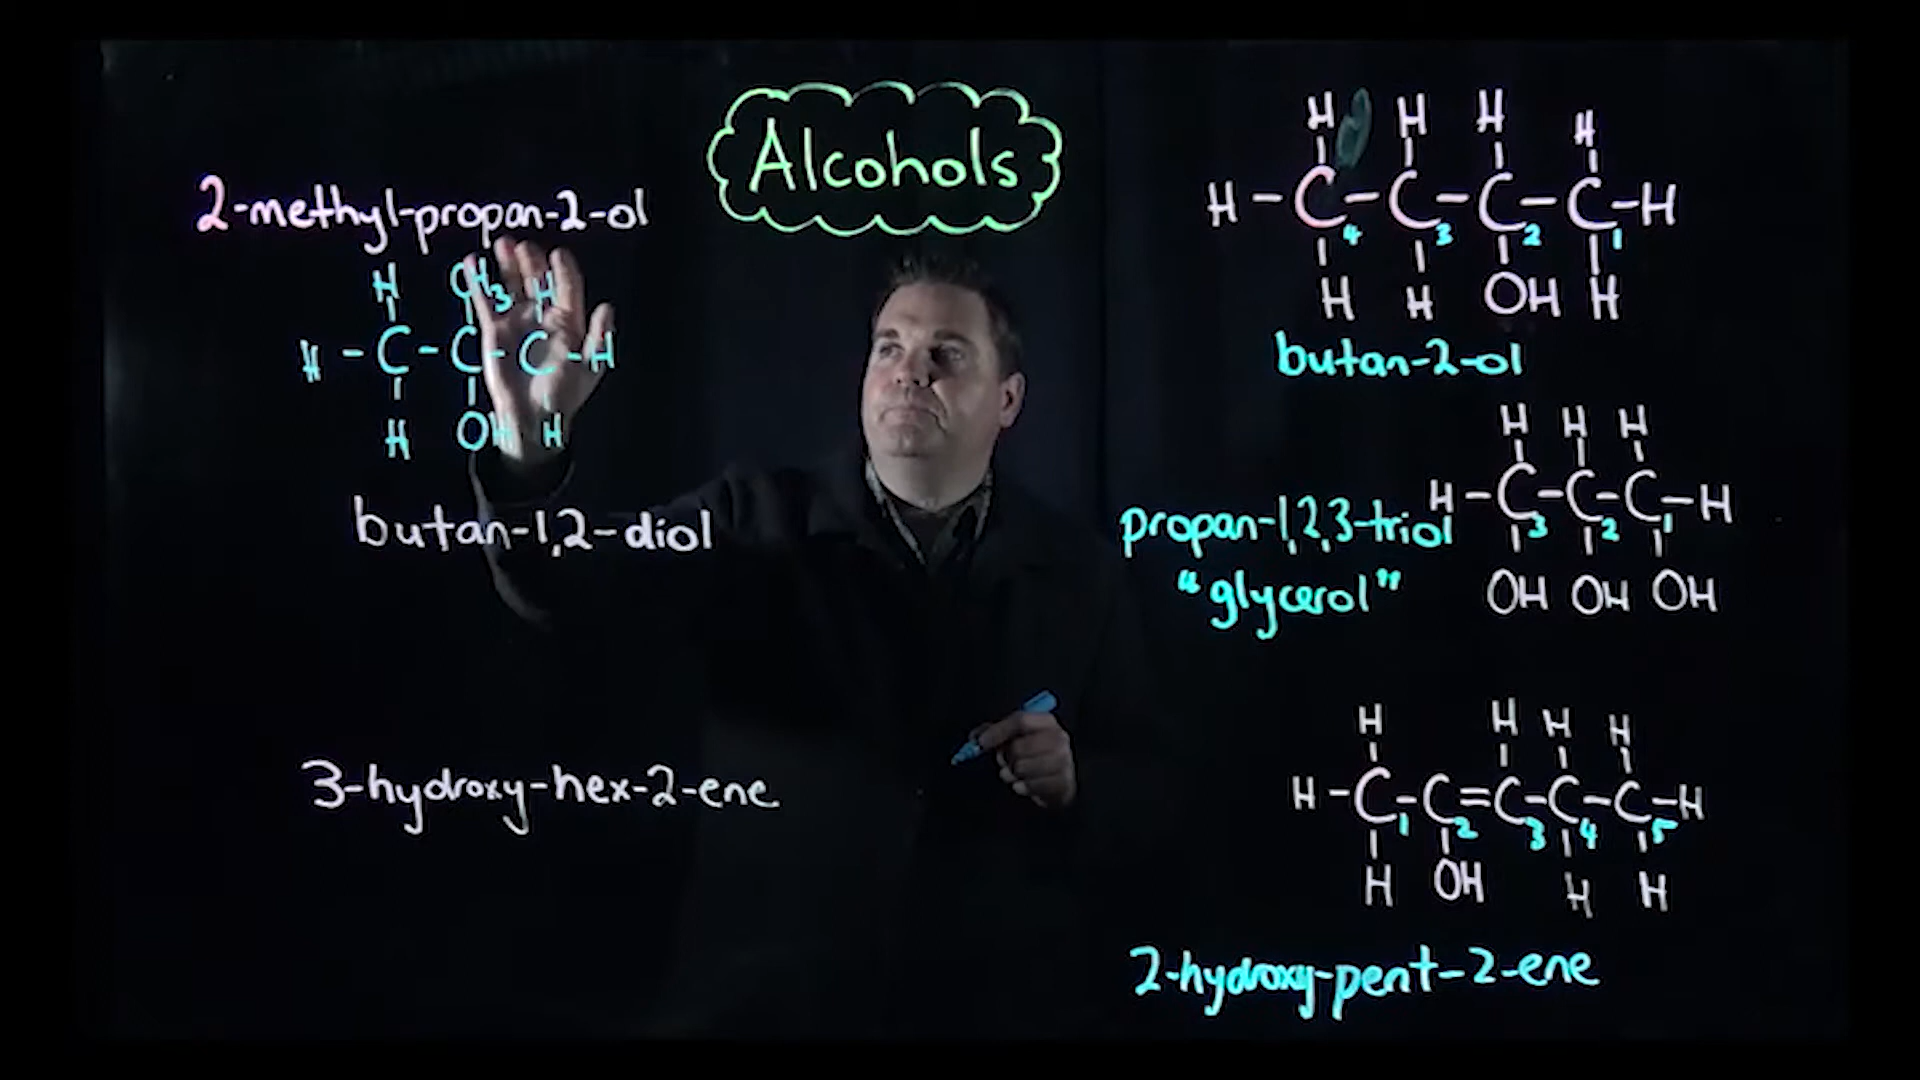 Alcohols
2-methyl-propan-2-ol
H CH3 H
H - C - C - C - H
H OH H
butan-1,2-diol
3-hydroxy-hex-2-ene
H H H H
H - C - C - C - C - H
4 3 2 1
H H OH H
butan-2-ol
H H H
H - C - C - C - H
3 2 1
OH OH OH
propan-1,2,3-triol
"glycerol"
H H H H
H - C - C = C - C - C - H
1 2 3 4 5
H OH H H
2-hydroxy-pent-2-ene